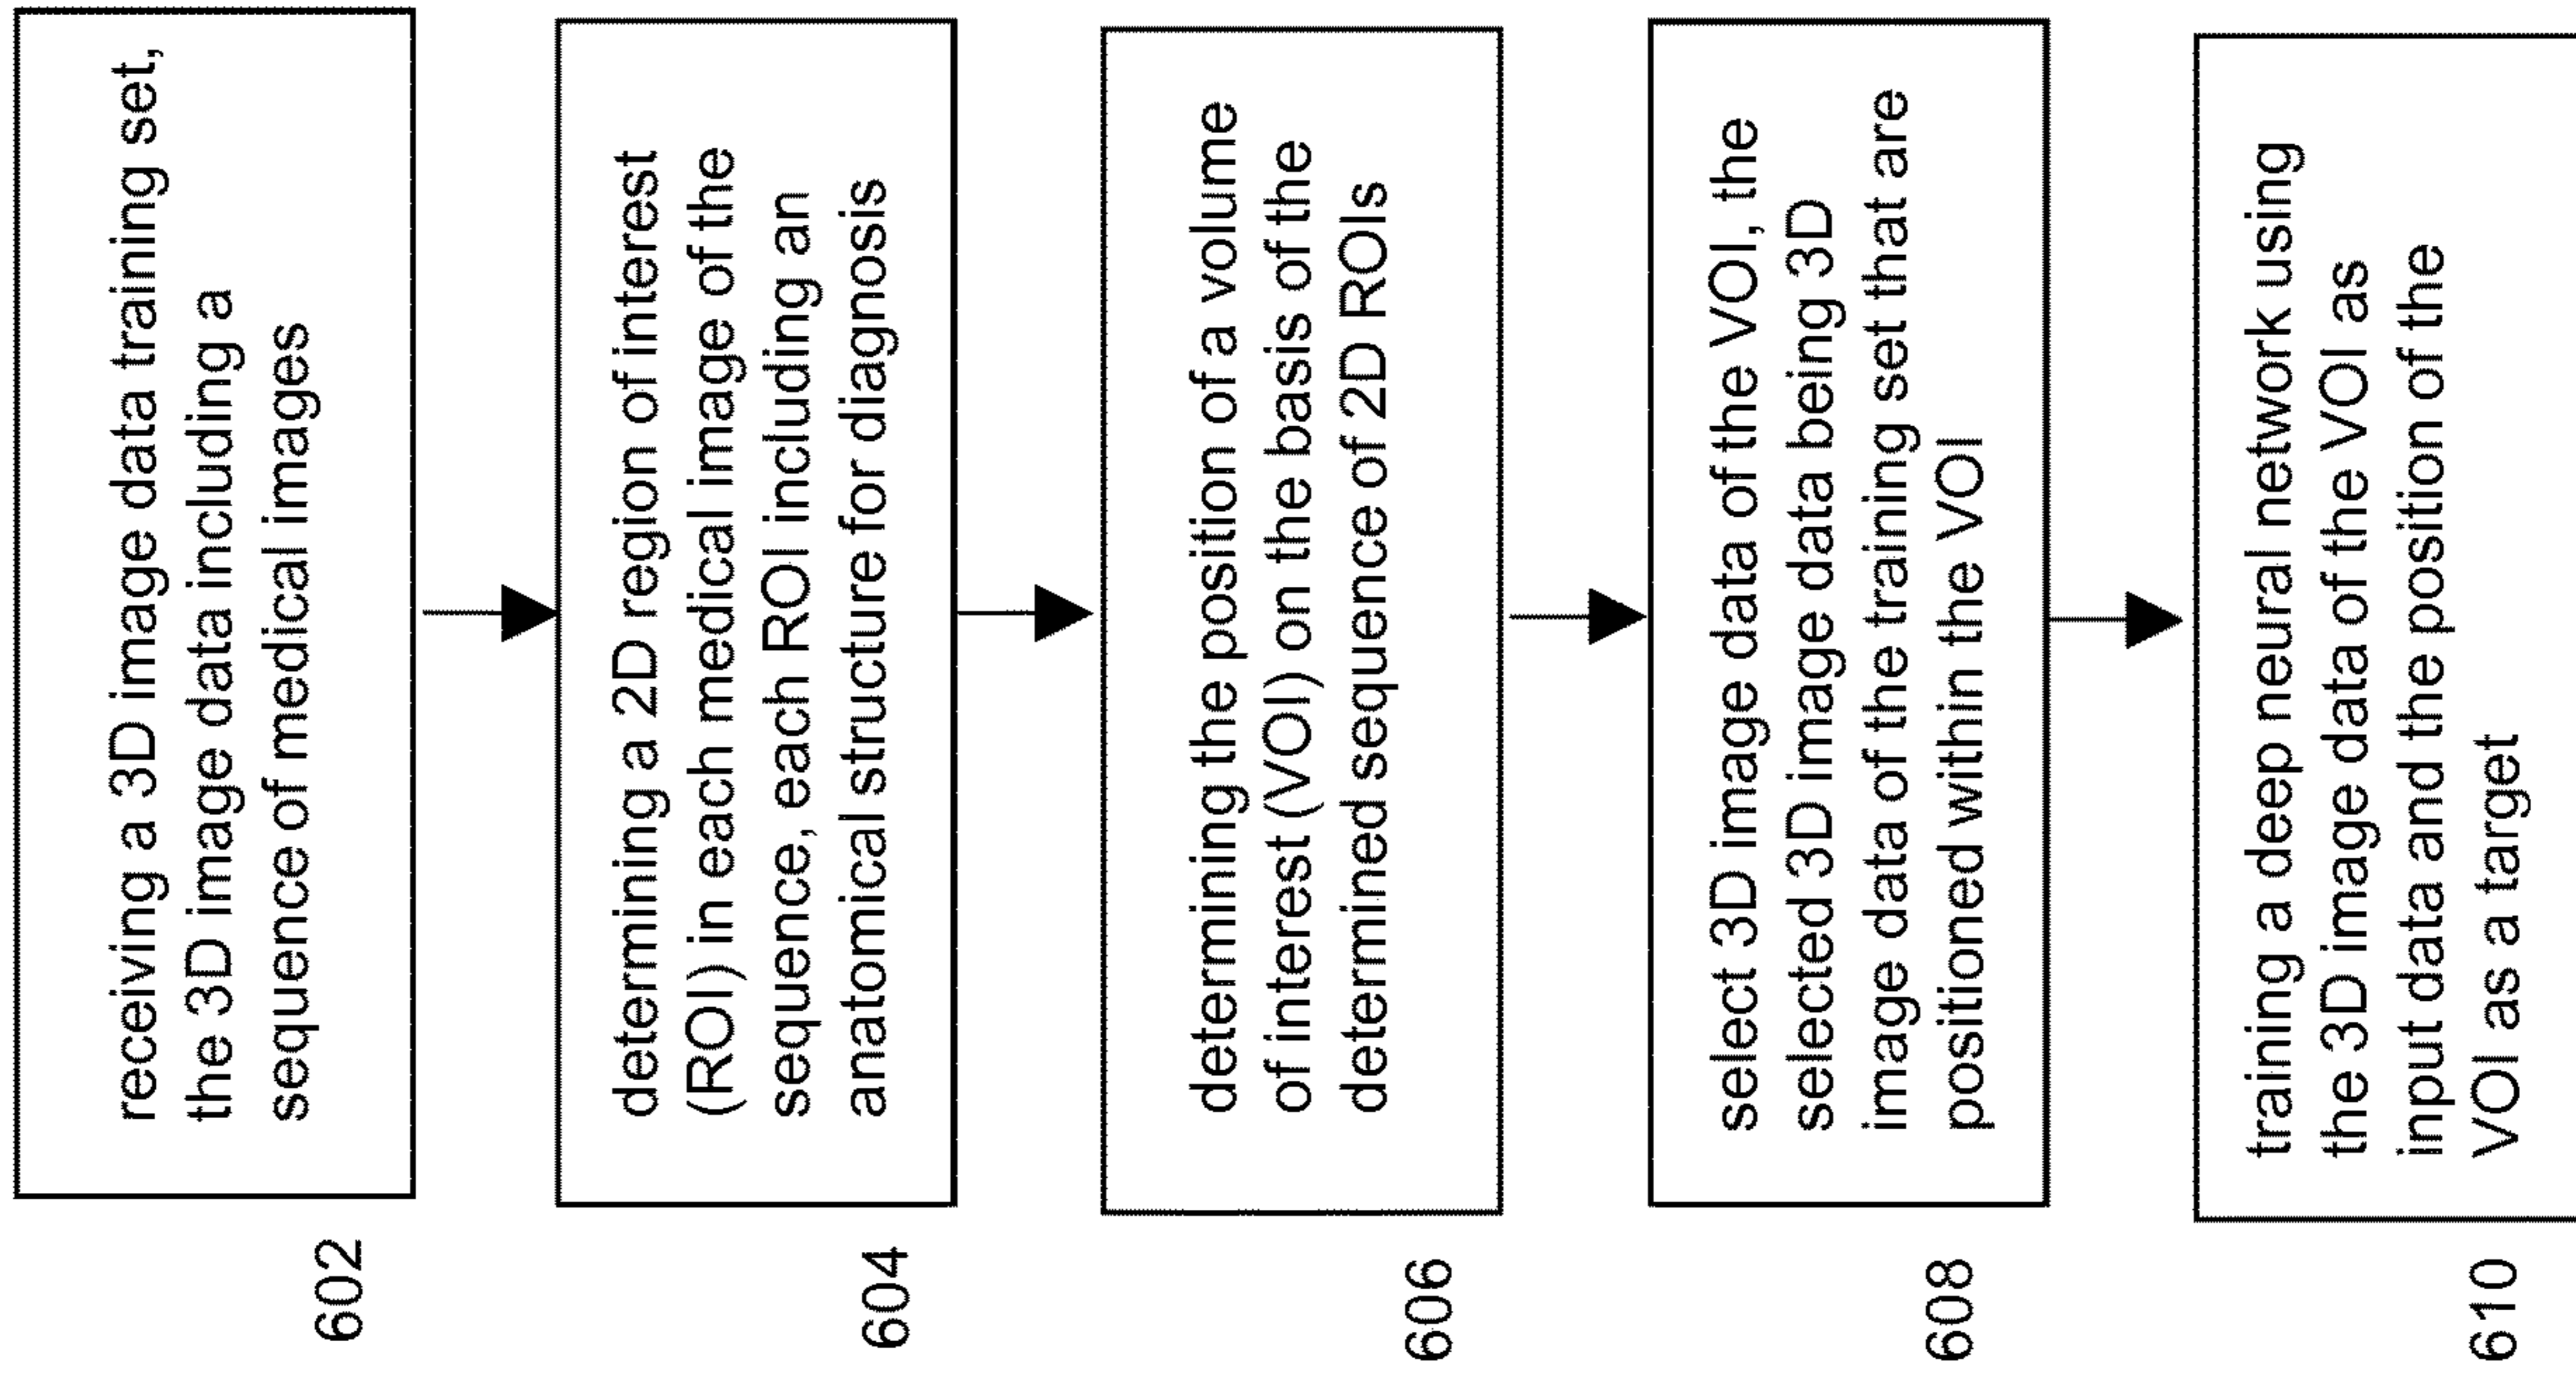 602
receiving a 3D image data training set,
the 3D image data including a
sequence of medical images
604
determining a 2D region of interest
(ROI) in each medical image of the
sequence, each ROI including an
anatomical structure for diagnosis
606
determining the position of a volume
of interest (VOI) on the basis of the
determined sequence of 2D ROIs
608
select 3D image data of the VOI, the
selected 3D image data being 3D
image data of the training set that are
positioned within the VOI
610
training a deep neural network using
the 3D image data of the VOI as
input data and the position of the
VOI as a target